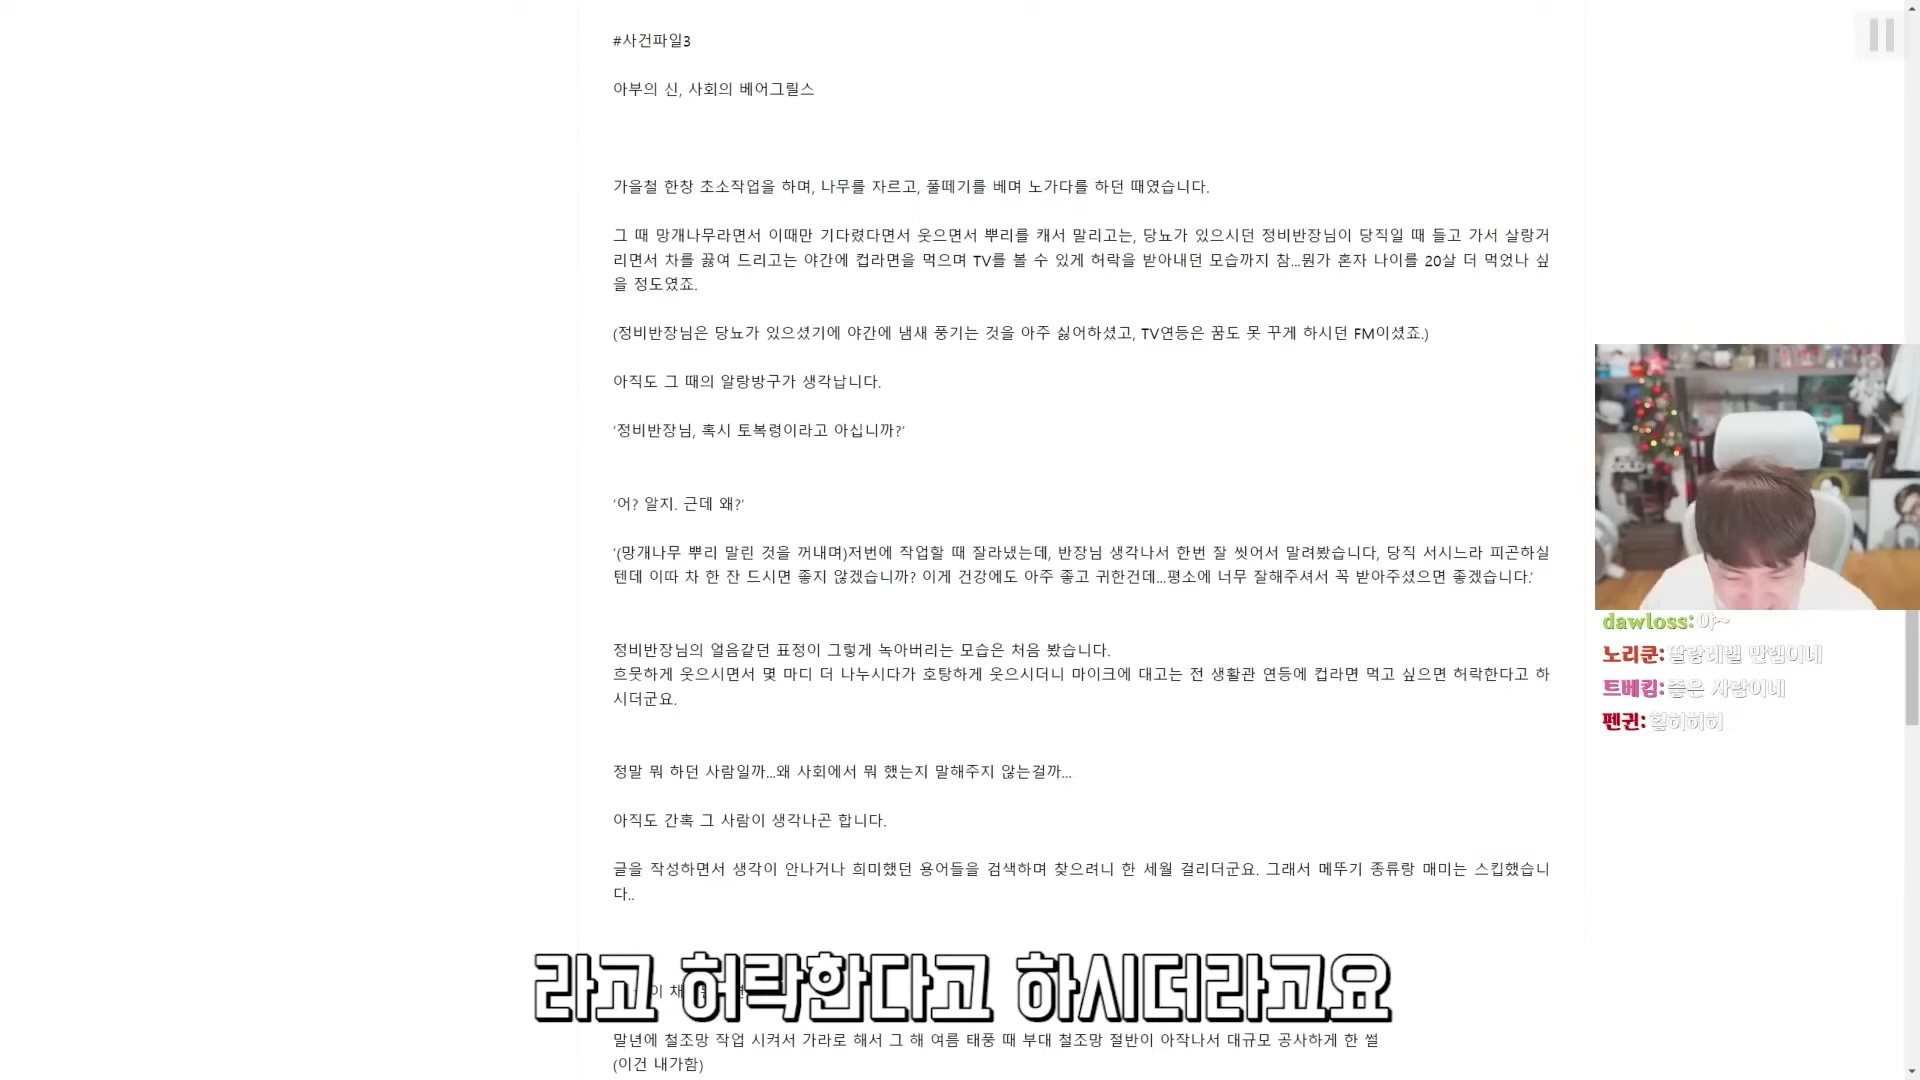 #사건파일3
아부의 신, 사회의 베어그릴스
가을철 한창 초소작업을 하며, 나무를 자르고, 풀떼기를 베며 노가다를 하던 때였습니다.
그 때 망개나무라면서 이때만 기다렸다면서 웃으면서 뿌리를 캐서 말리고는, 당뇨가 있으시던 정비반장님이 당직일 때 들고 가서 살랑거
리면서 차를 끓여 드리고는 야간에 컵라면을 먹으며 TV를 볼 수 있게 허락을 받아내던 모습까지 참...뭔가 혼자 나이를 20살 더 먹었나 싶
을 정도였죠.
(정비반장님은 당뇨가 있으셨기에 야간에 냄새 풍기는 것을 아주 싫어하셨고, TV연등은 꿈도 못 꾸게 하시던 FM이셨죠.)
아직도 그 때의 알랑방구가 생각납니다.
'정비반장님, 혹시 토복령이라고 아십니까?'
'어? 알지. 근데 왜?'
'(망개나무 뿌리 말린 것을 꺼내며)저번에 작업할 때 잘라냈는데, 반장님 생각나서 한번 잘 씻어서 말려봤습니다, 당직 서시느라 피곤하실
텐데 이따 차 한 잔 드시면 좋지 않겠습니까? 이게 건강에도 아주 좋고 귀한건데...평소에 너무 잘해주셔서 꼭 받아주셨으면 좋겠습니다.'
정비반장님의 얼음같던 표정이 그렇게 녹아버리는 모습은 처음 봤습니다.
흐뭇하게 웃으시면서 몇 마디 더 나누시다가 호탕하게 웃으시더니 마이크에 대고는 전 생활관 연등에 컵라면 먹고 싶으면 허락한다고 하
시더군요.
정말 뭐 하던 사람일까...왜 사회에서 뭐 했는지 말해주지 않는걸까...
아직도 간혹 그 사람이 생각나곤 합니다.
글을 작성하면서 생각이 안나거나 희미했던 용어들을 검색하며 찾으려니 한 세월 걸리더군요. 그래서 메뚜기 종류랑 매미는 스킵했습니
다..
라고 허락한다고 하시더라고요
말년에 철조망 작업 시켜서 가라로 해서 그 해 여름 태풍 때 부대 철조망 절반이 아작나서 대규모 공사하게 한 썰
(이건 내가함)
dawloss: 야~
노리쿤: 딸랑레벨 만렙이네
트베킴: 좋은 사람이네
펜귄: 황히히히